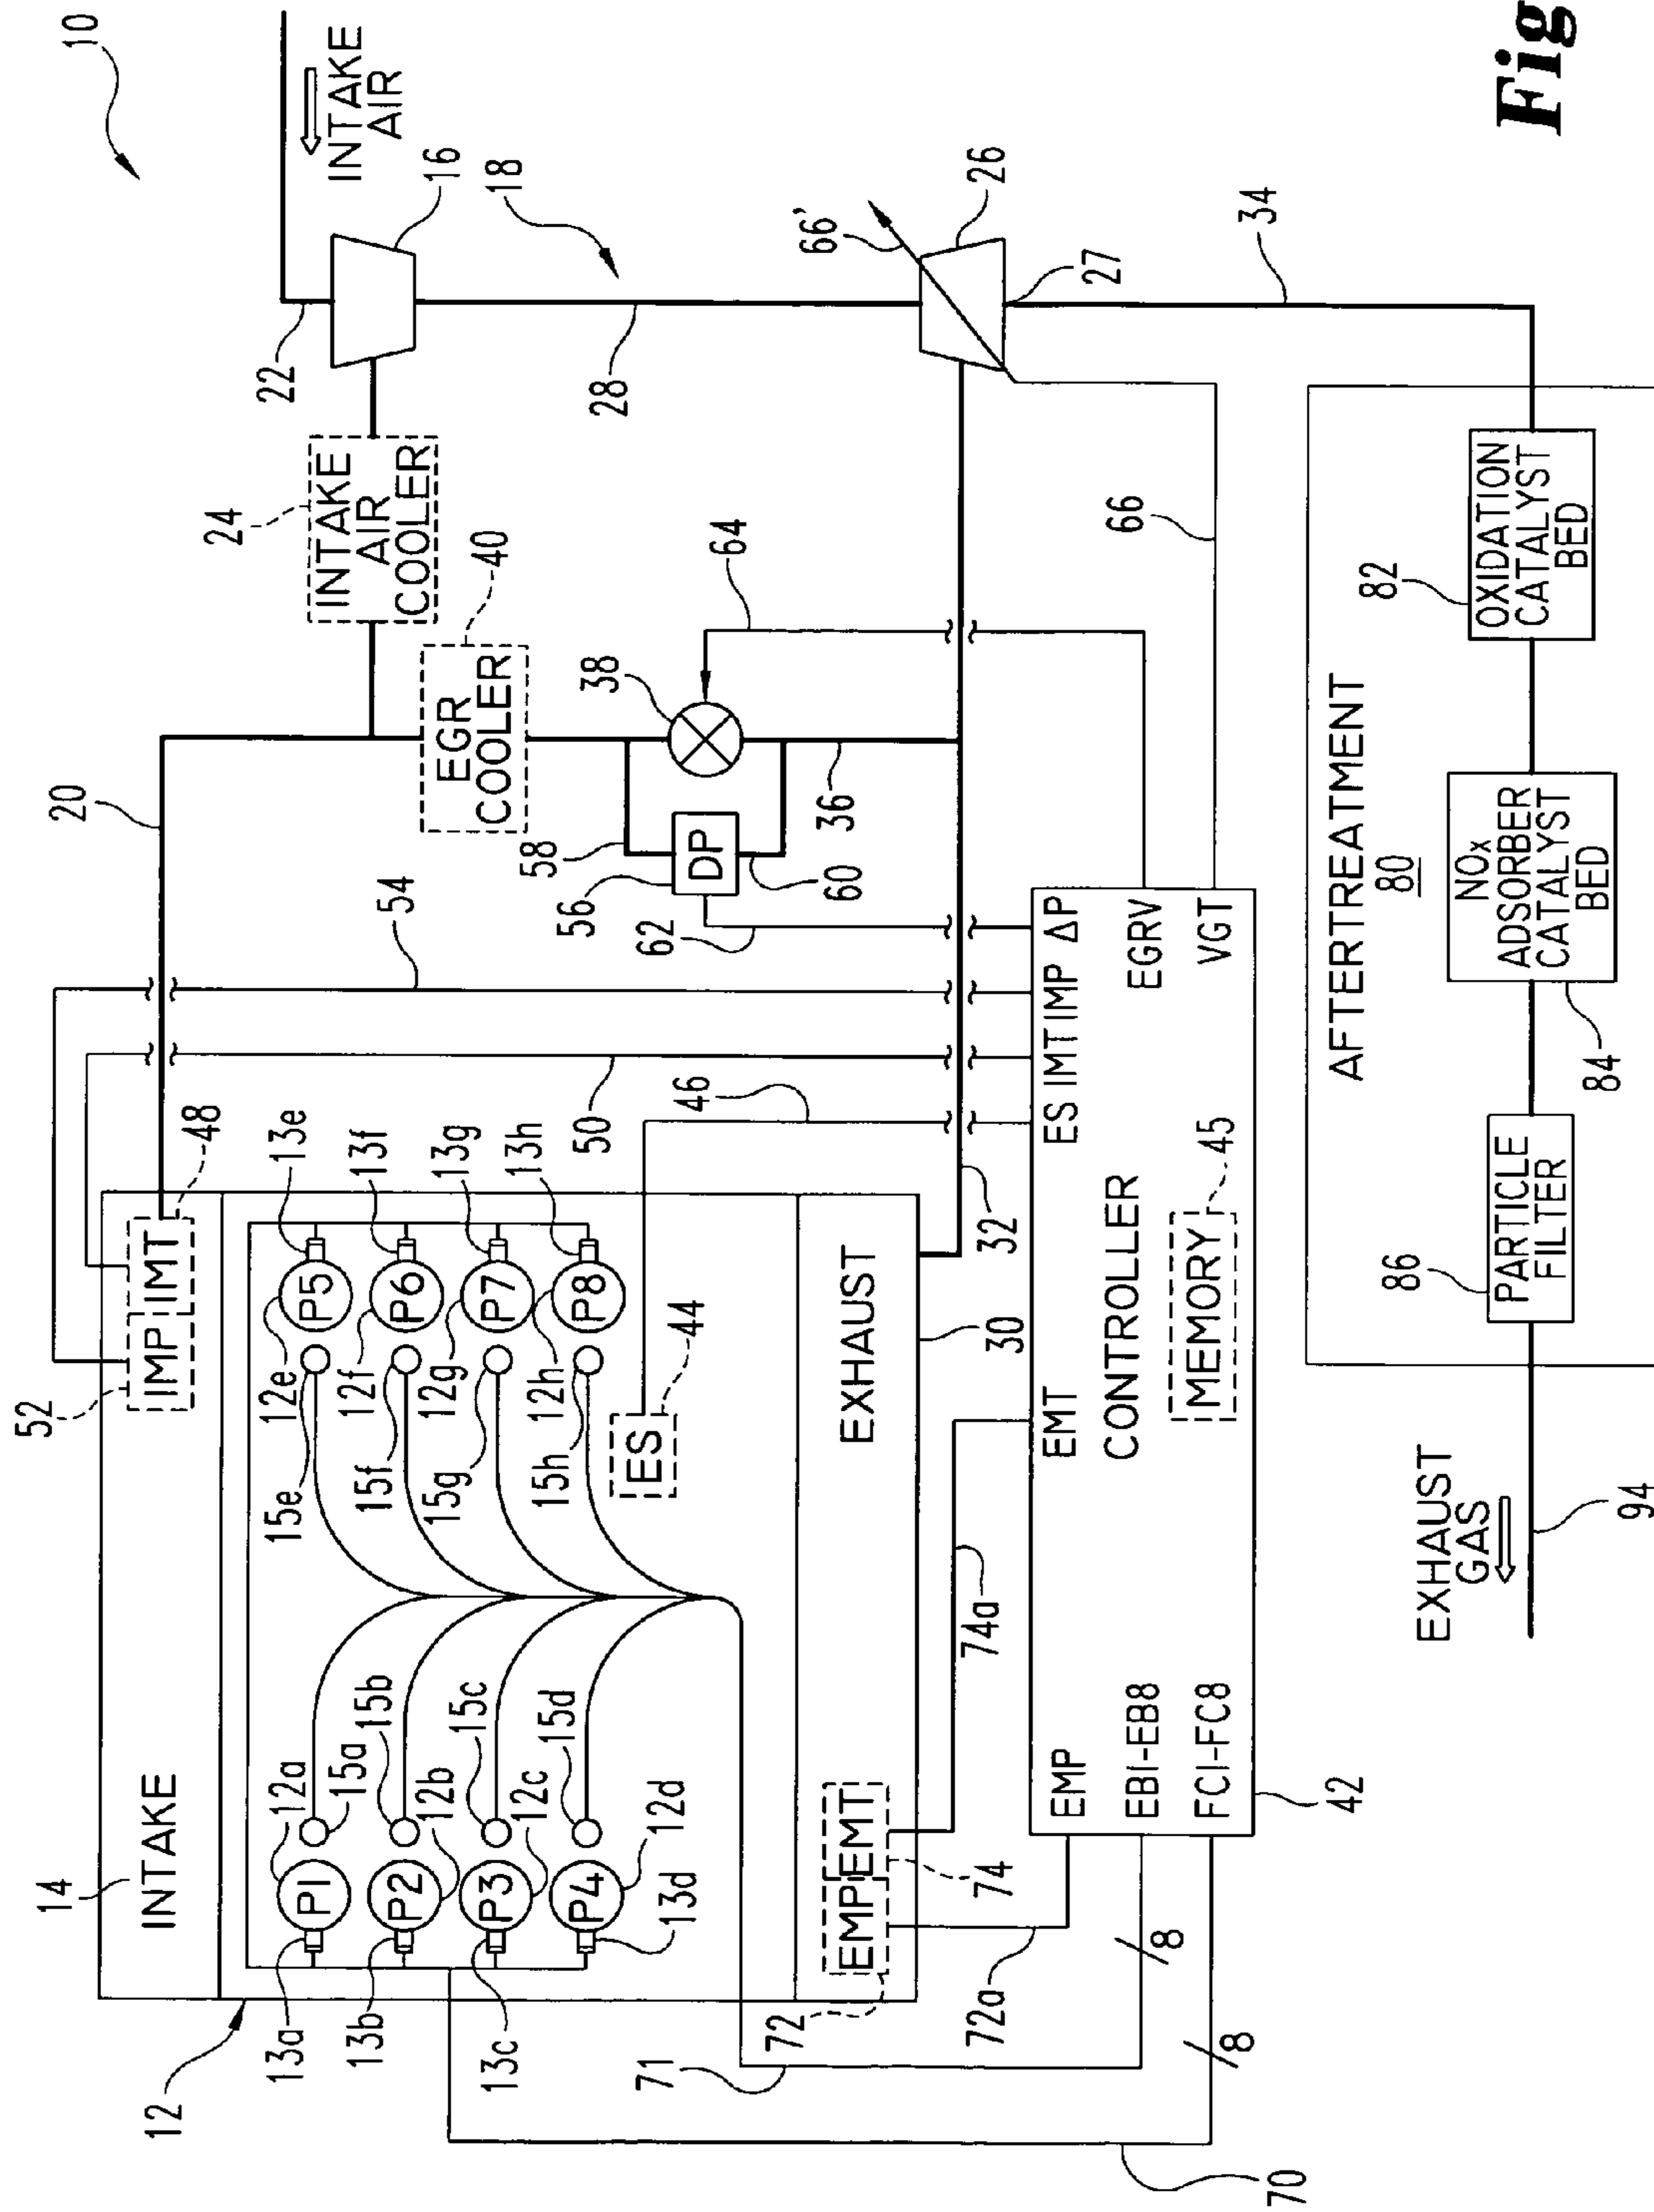 10
INTAKE
AIR
16
18
22
28
66'
26
27
34
24
INTAKE
AIR
COOLER
40
EGR
COOLER
38
64
66
20
58
56
DP
60
36
62
54
50
46
14
INTAKE
52
IMP
IMT
48
12
12a
12b
12c
12d
12e
12f
12g
12h
13a
13b
13c
13d
13e
13f
13g
13h
15a
15b
15c
15d
15e
15f
15g
15h
P1
P2
P3
P4
P5
P6
P7
P8
ES
44
EXHAUST
30
32
EMP
EMT
72
74
72a
74a
71
70
8
8
EMP
EMT
ES
IMT
IMP
ΔP
EBI-EB8
FCI-FC8
EGRV
VGT
CONTROLLER
MEMORY
45
42
AFTERTREATMENT
80
82
OXIDATION
CATALYST
BED
84
NOx
ADSORBER
CATALYST
BED
86
PARTICLE
FILTER
EXHAUST
GAS
94
Fig